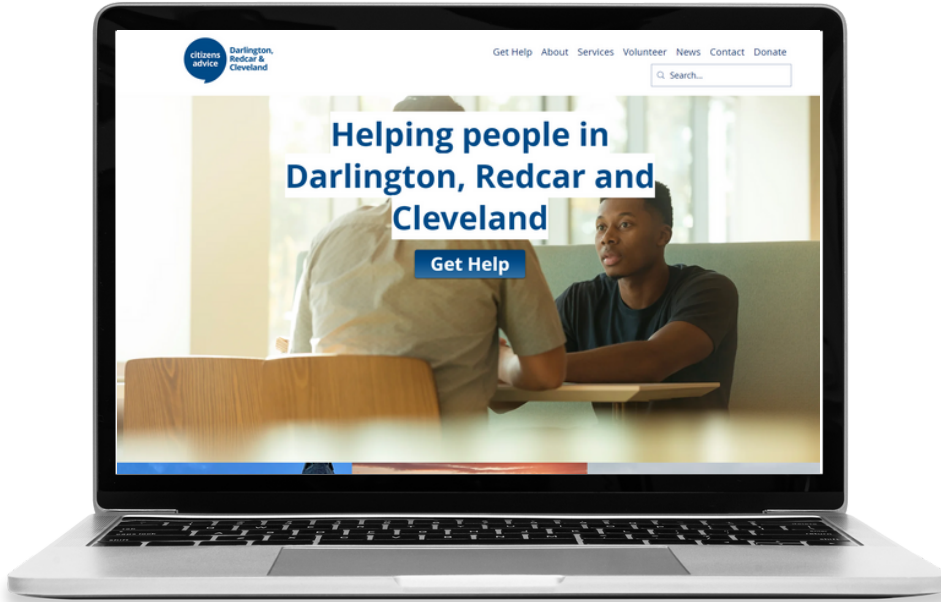 citizens
advice
Darlington,
Redcar &
Cleveland
Get Help About Services Volunteer News Contact Donate
Search...
Helping people in
Darlington, Redcar and
Cleveland
Get Help